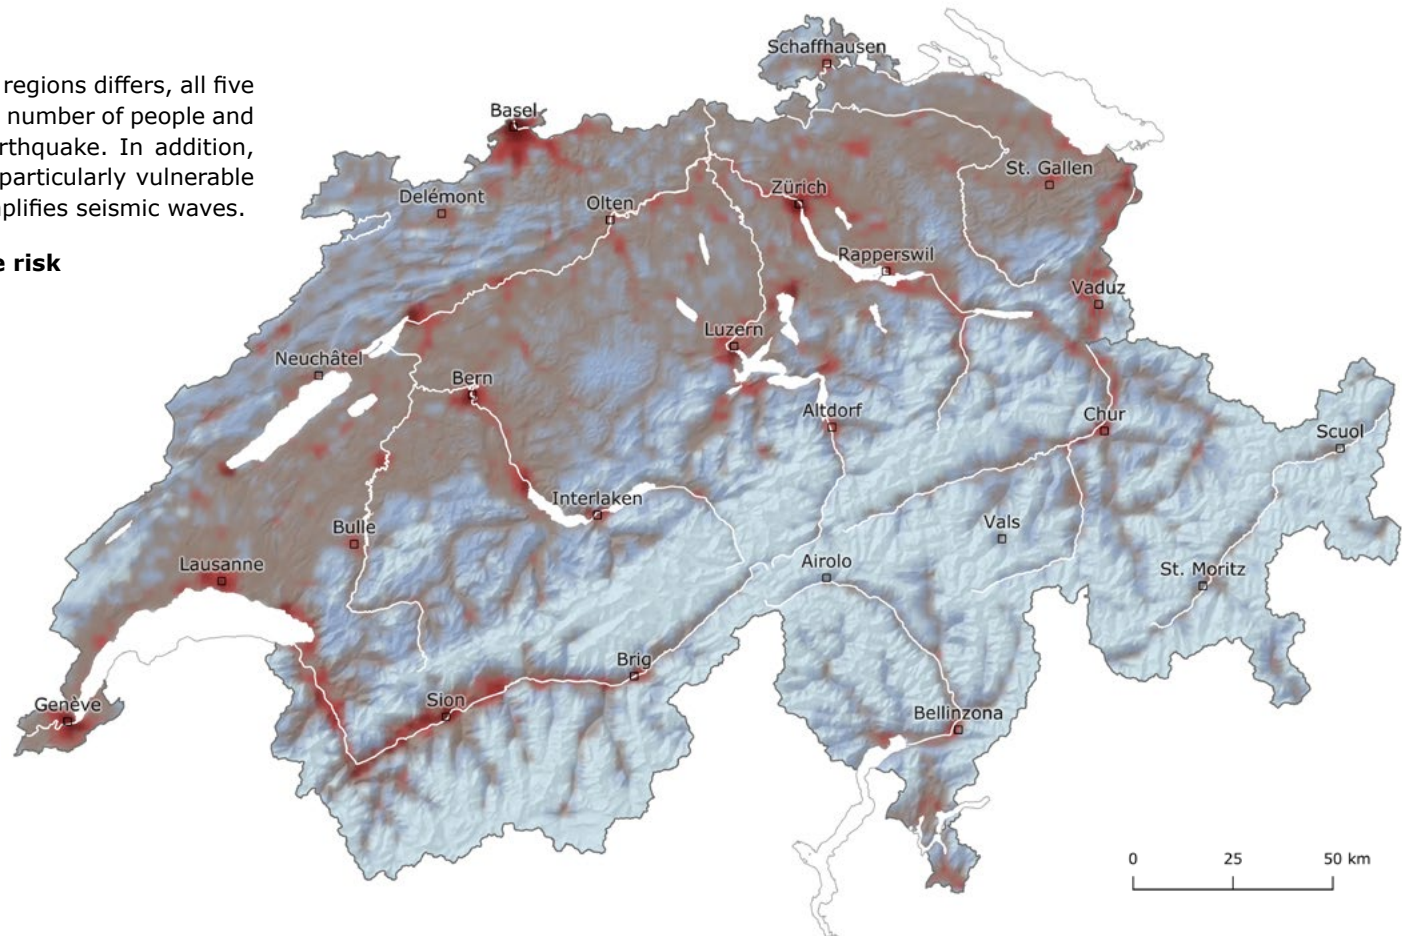 regions differs, all five
number of people and
rthquake. In addition,
particularly vulnerable
plifies seismic waves.
e risk
Schaffhausen
Basel
St. Gallen
Zürich
Delémont
Olten
Rapperswil
Vaduz
Luzern
Neuchâtel
Bern
Altdorf
Chur
Scuol
Interlaken
Vals
Bulle
Airolo
St. Moritz
Lausanne
Brig
Sion
Genève
Bellinzona
0 25 50 km